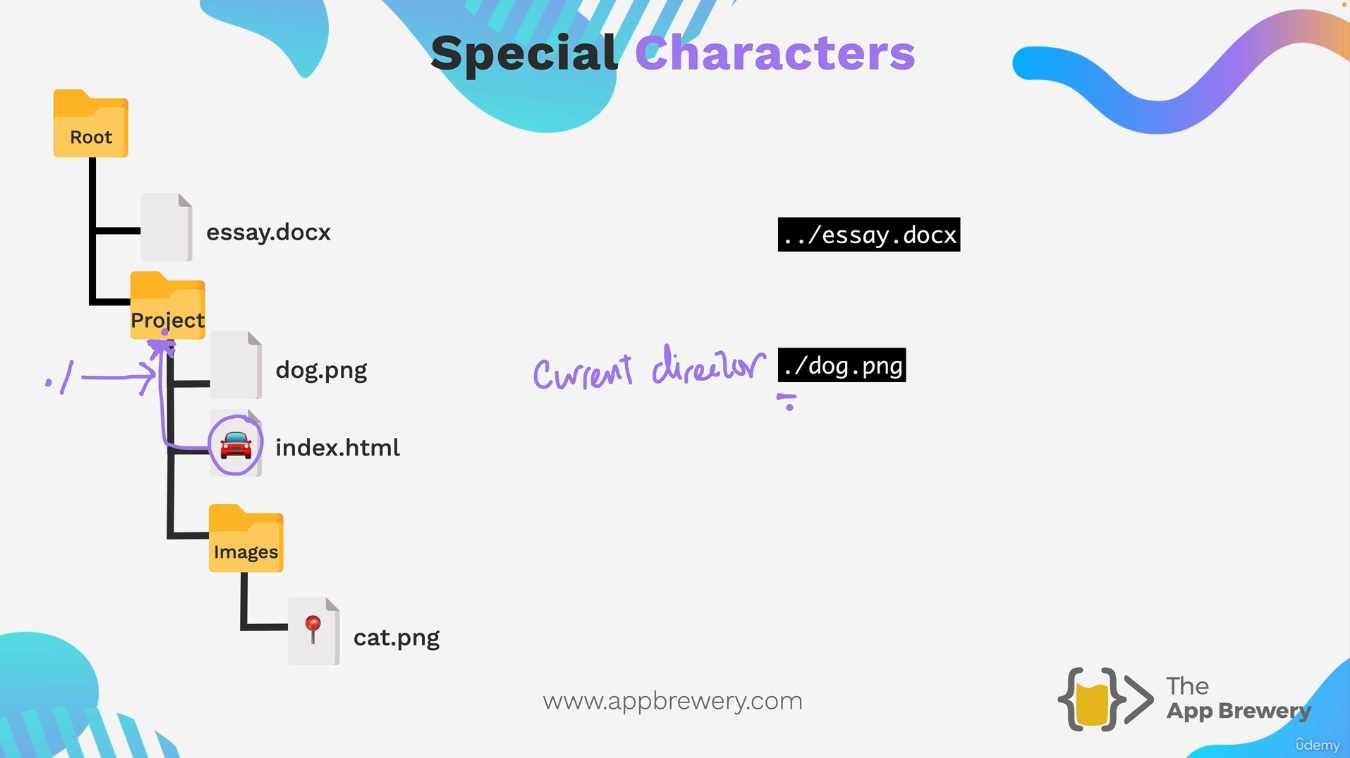 Special Characters
Root
essay.docx
../essay.docx
Project
dog.png
./
Current director
./dog.png
index.html
Images
cat.png
www.appbrewery.com
The
App Brewery
ûdemy